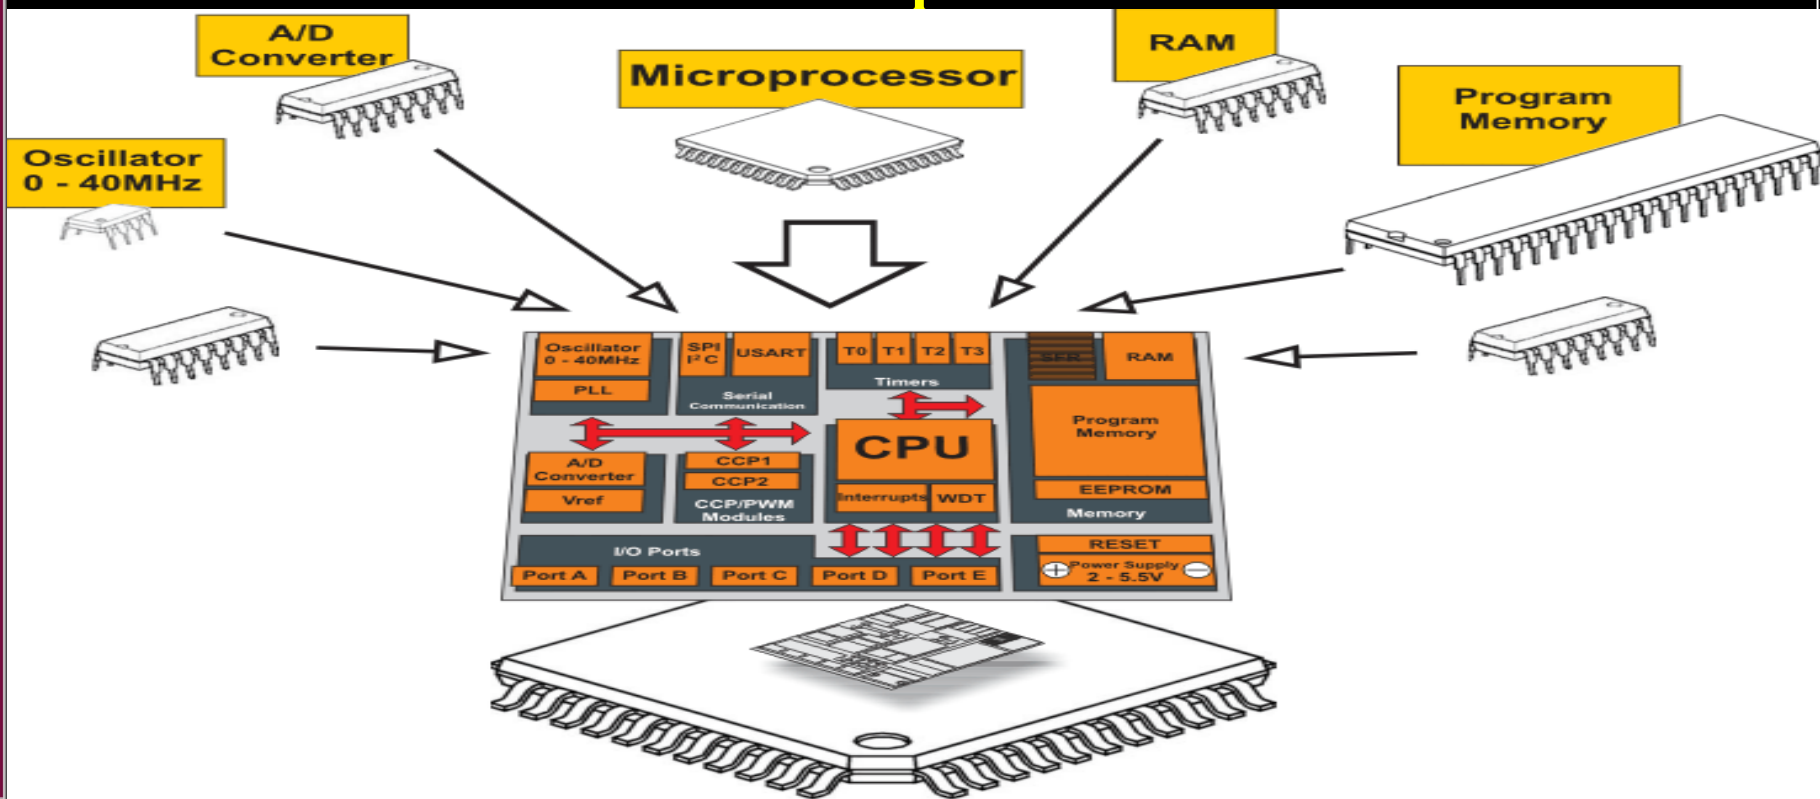 A/D
Converter
Microprocessor
RAM
Program
Memory
Oscillator
0 - 40MHz
Oscillator
0 - 40MHz
PLL
SPI
I²C
USART
Serial
Communication
T0 T1 T2 T3
Timers
SFR
RAM
Program
Memory
EEPROM
Memory
A/D
Converter
Vref
CCP1
CCP2
CCP/PWM
Modules
CPU
Interrupts
WDT
I/O Ports
Port A Port B Port C Port D Port E
RESET
Power Supply
2 - 5.5V